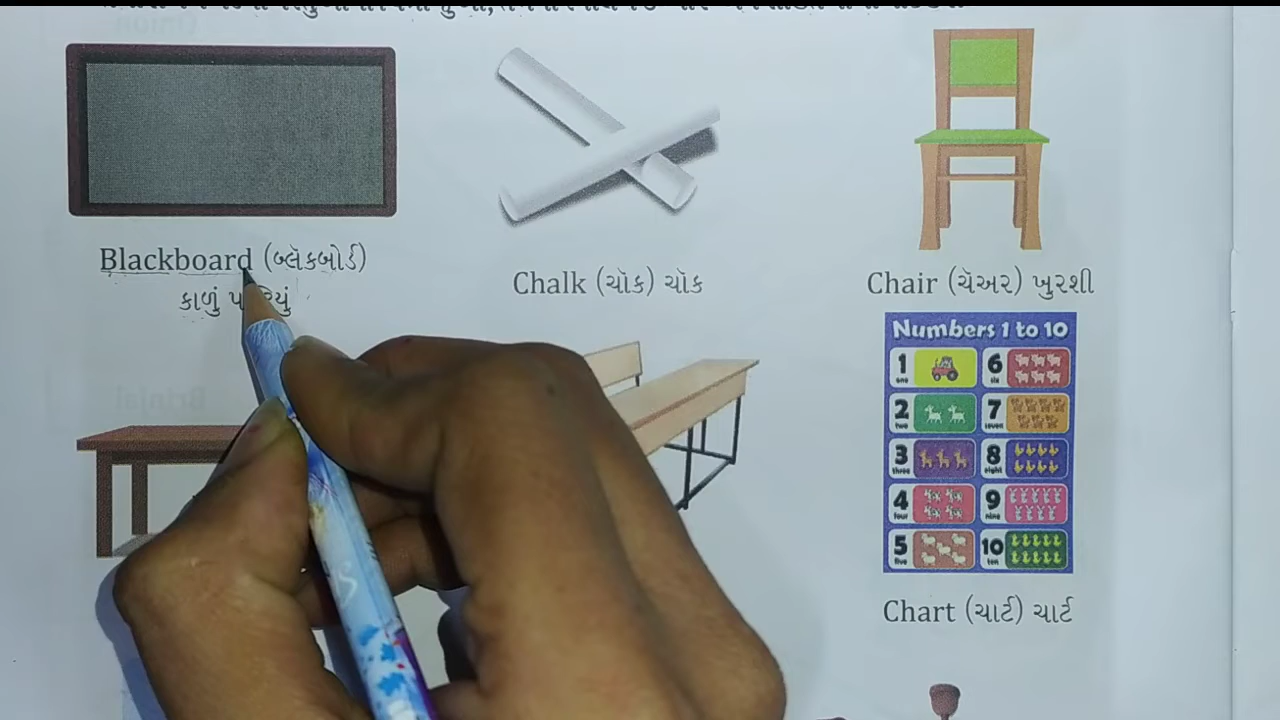 Blackboard (બ્લૅકબોર્ડ)
કાળું
Chalk (ચૉક) ચૉક
Chair (ચૅઅર) ખુરશી
Numbers 1 to 10
1 one
6 six
2 two
7 seven
3 three
8 eight
4 four
9 nine
5 five
10 ten
Chart (ચાર્ટ) ચાર્ટ